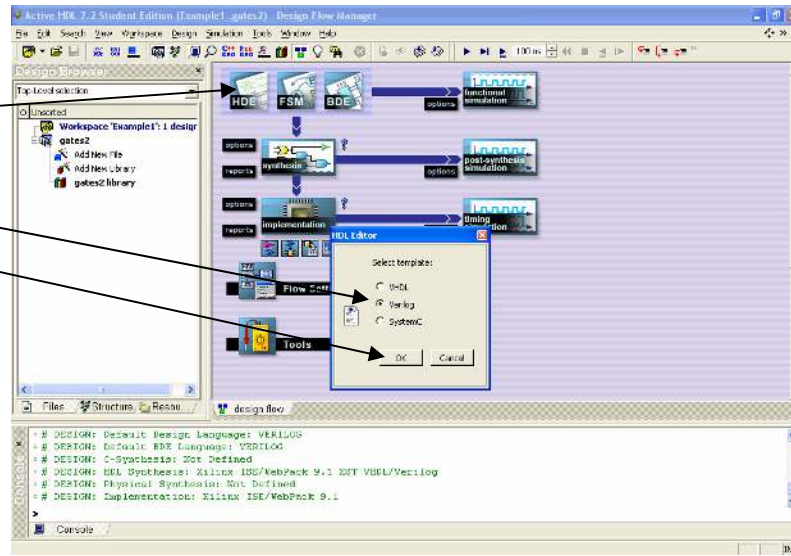 Active HDL 7.2 Student Edition (Example1 ,gates2) - Design Flow Manager
File Edit Search View Workspace Design Simulation Tools Window Help
100 ns
Design Browser
Top-Level selection
Unsorted
Workspace 'Example1': 1 design
gates2
Add New File
Add New Library
gates2 library
Files
Structure
Resou
HDE
FSM
BDE
options
functional
simulation
options
synthesis
reports
options
post-synthesis
simulation
options
implementation
reports
timing
Flow
Tools
HDL Editor
Select template:
VHDL
Verilog
SystemC
OK
Cancel
design flow
# DESIGN: Default Design Language: VERILOG
# DESIGN: Default BDE Language: VERILOG
# DESIGN: C-Synthesis: Not Defined
# DESIGN: HDL Synthesis: Xilinx ISE/WebPack 9.1 XST VHDL/Verilog
# DESIGN: Physical Synthesis: Not Defined
# DESIGN: Implementation: Xilinx ISE/WebPack 9.1
>
Console
Console